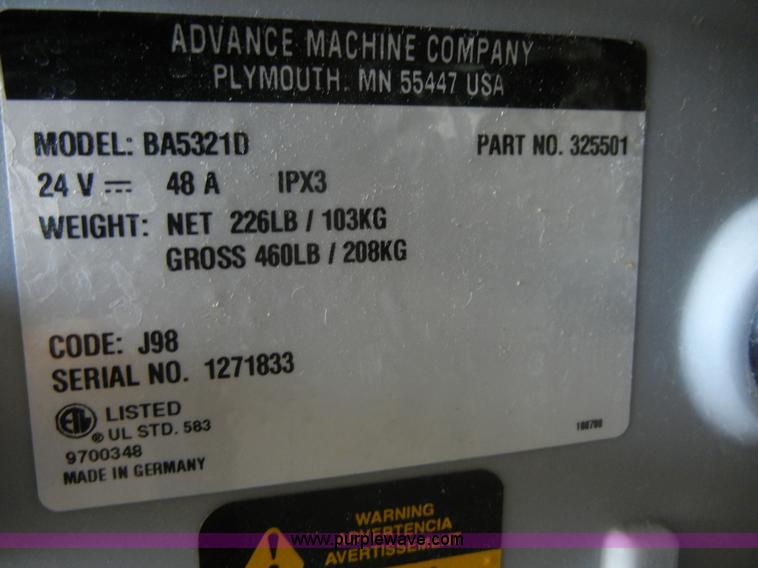 ADVANCE MACHINE COMPANY
PLYMOUTH, MN 55447 USA
MODEL: BA5321D PART NO. 325501
24 V ⎓ 48 A IPX3
WEIGHT: NET 226LB / 103KG
GROSS 460LB / 208KG
CODE: J98
SERIAL NO. 1271833
ETL LISTED
® UL STD. 583
9700348
MADE IN GERMANY
WARNING
ADVERTENCIA
www.purplewave.com